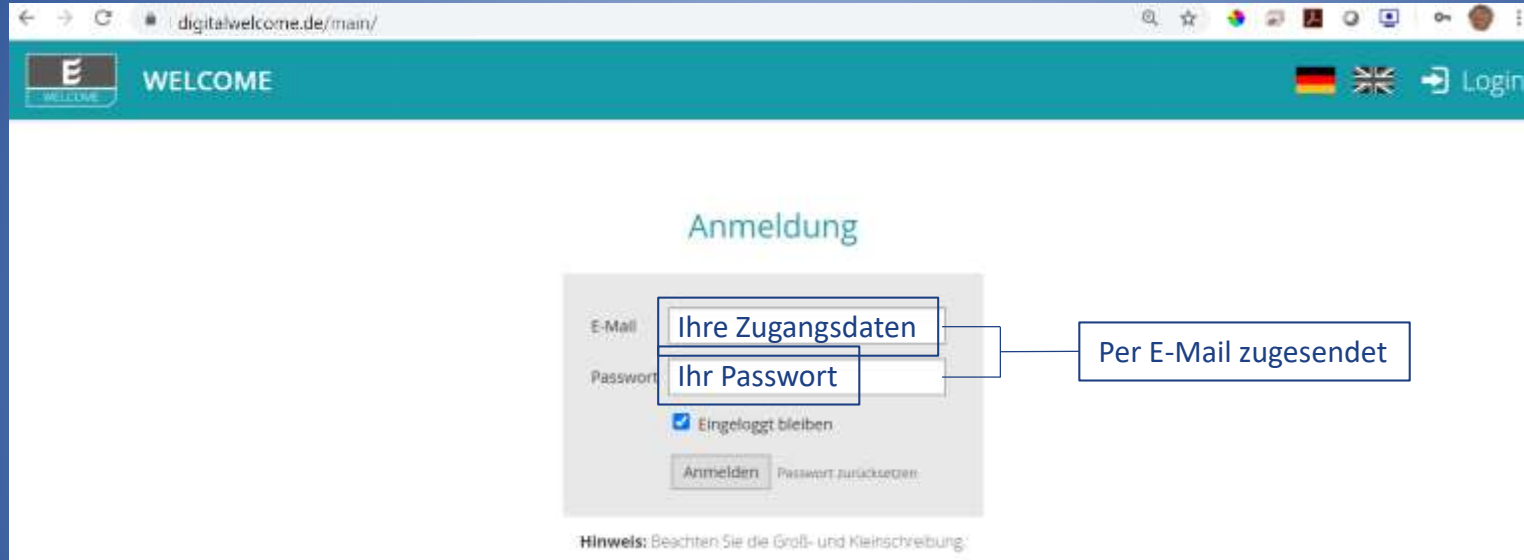 digitalwelcome.de/main/
E
WELCOME
WELCOME
Login
Anmeldung
E-Mail Ihre Zugangsdaten
Per E-Mail zugesendet
Passwort Ihr Passwort
Eingeloggt bleiben
Anmelden Passwort zurücksetzen
Hinweis: Beachten Sie die Groß- und Kleinschreibung.